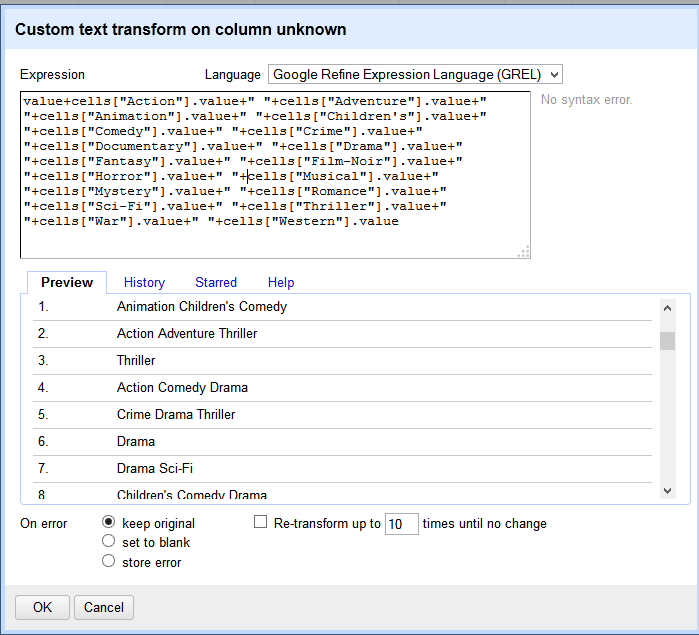 Custom text transform on column unknown
Expression Language Google Refine Expression Language (GREL)
value+cells["Action"].value+" "+cells["Adventure"].value+" No syntax error.
"+cells["Animation"].value+" "+cells["Children's"].value+"
"+cells["Comedy"].value+" "+cells["Crime"].value+"
"+cells["Documentary"].value+" "+cells["Drama"].value+"
"+cells["Fantasy"].value+" "+cells["Film-Noir"].value+"
"+cells["Horror"].value+" "+cells["Musical"].value+"
"+cells["Mystery"].value+" "+cells["Romance"].value+"
"+cells["Sci-Fi"].value+" "+cells["Thriller"].value+"
"+cells["War"].value+" "+cells["Western"].value
Preview History Starred Help
1. Animation Children's Comedy
2. Action Adventure Thriller
3. Thriller
4. Action Comedy Drama
5. Crime Drama Thriller
6. Drama
7. Drama Sci-Fi
8 Children's Comedy Drama
On error keep original Re-transform up to 10 times until no change
set to blank
store error
OK Cancel